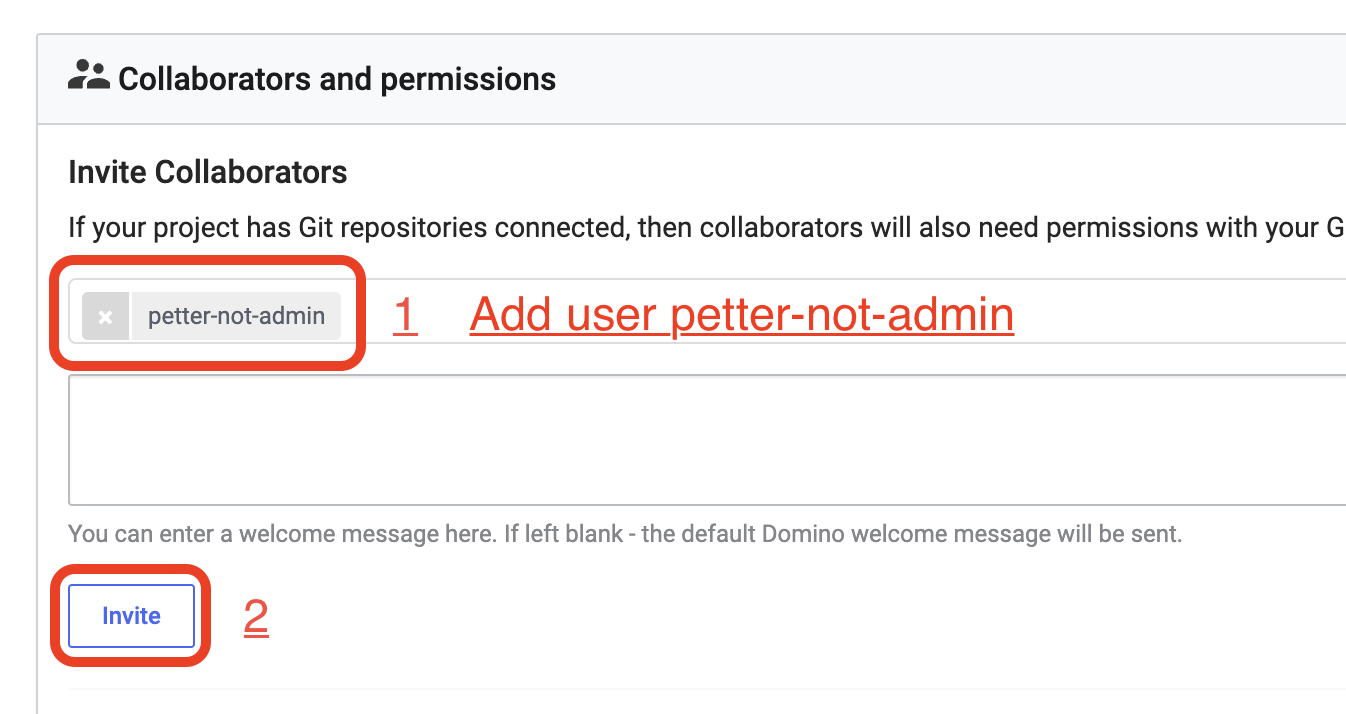 Collaborators and permissions
Invite Collaborators
If your project has Git repositories connected, then collaborators will also need permissions with your G
× petter-not-admin 1 Add user petter-not-admin
You can enter a welcome message here. If left blank - the default Domino welcome message will be sent.
Invite 2